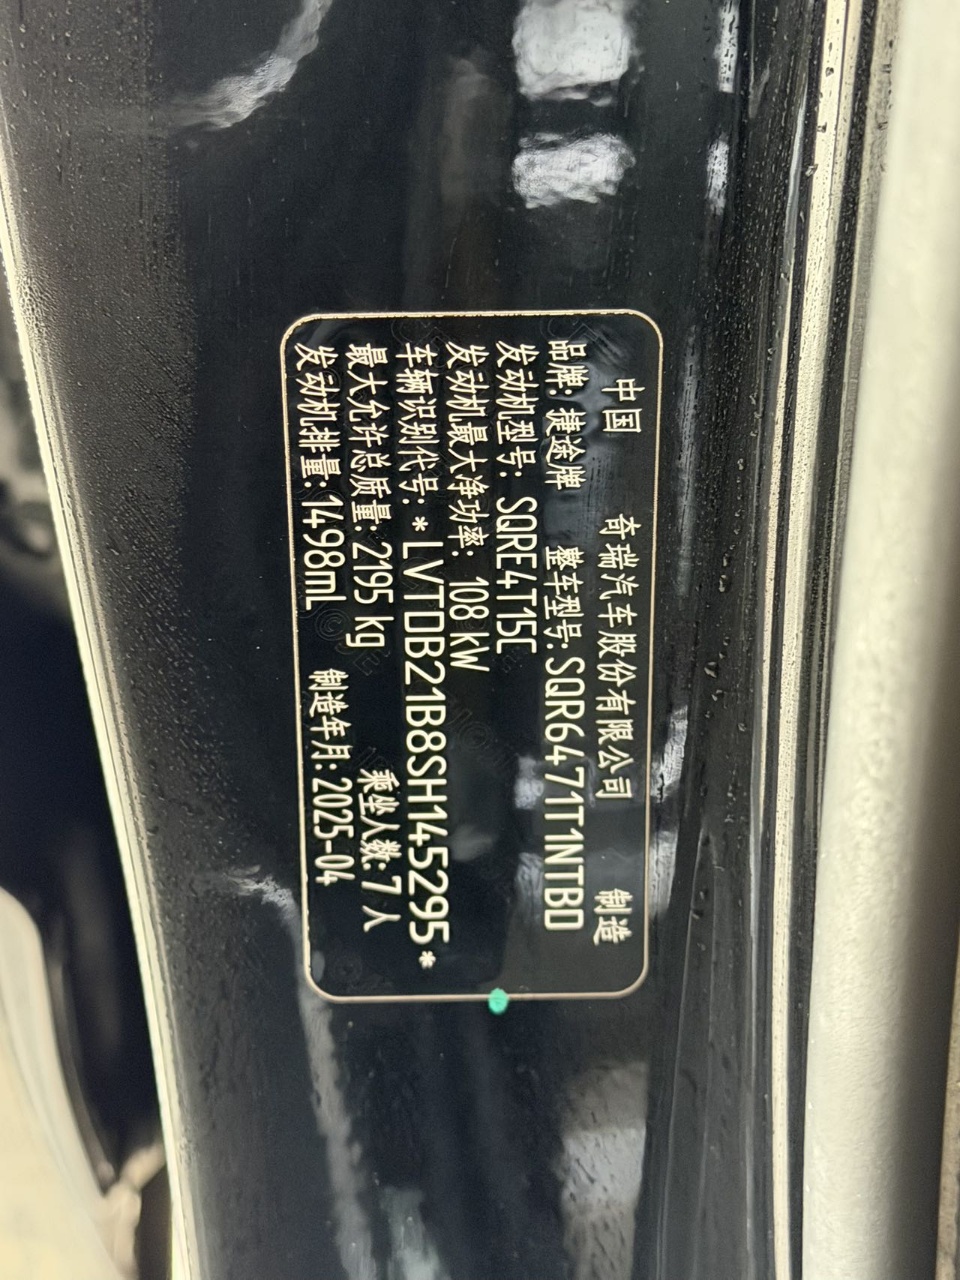 中国 奇瑞汽车股份有限公司 制造
品牌: 捷途牌 整车型号: SQR6471T1NTBD
发动机型号: SQRE4T15C
发动机最大净功率: 108 kW
车辆识别代号: *LVTDB21B8SH145295*
最大允许总质量: 2195 kg 乘坐人数: 7 人
发动机排量: 1498mL 制造年月: 2025-04